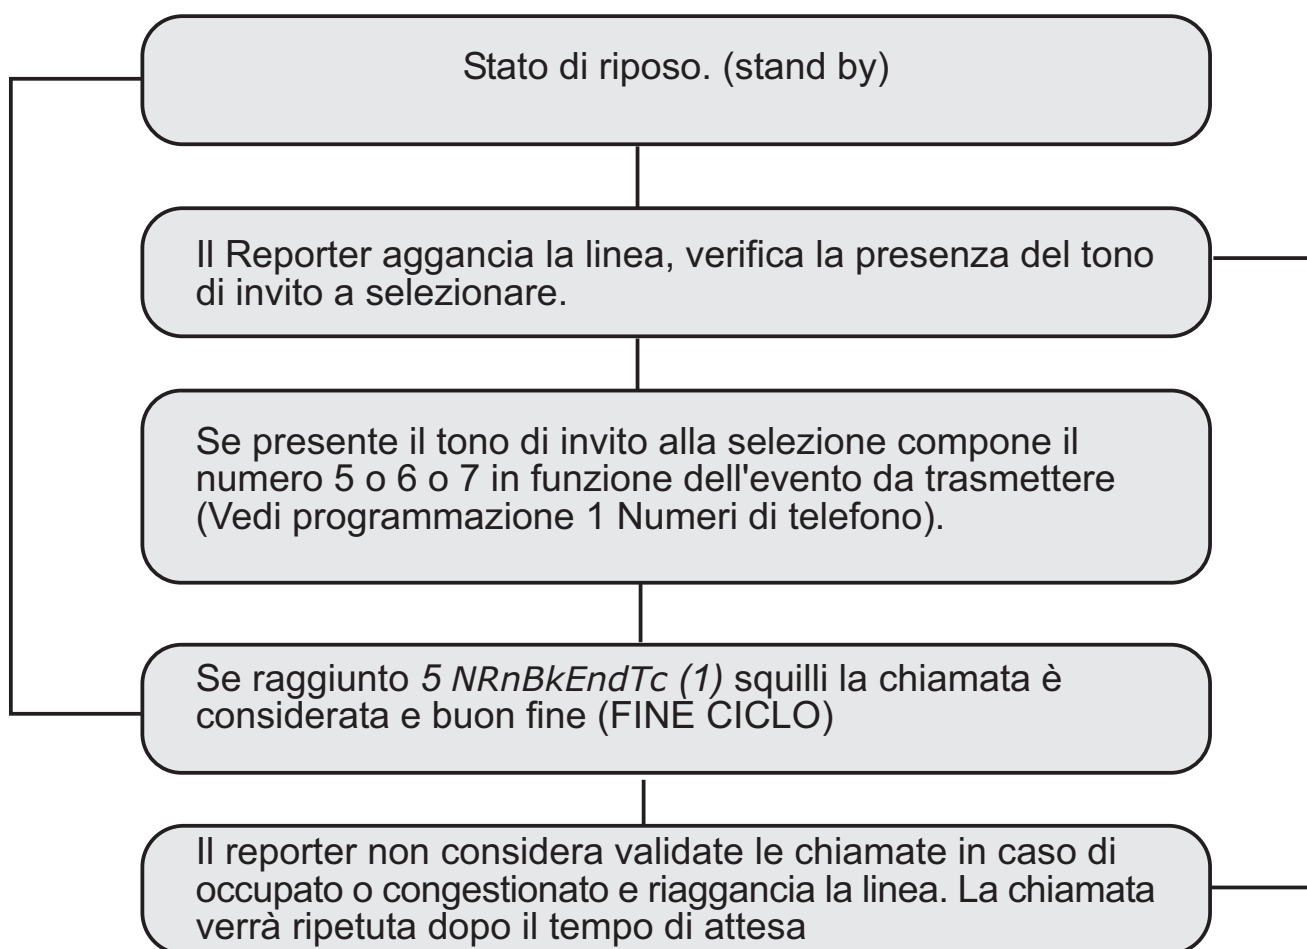 Stato di riposo. (stand by)
Il Reporter aggancia la linea, verifica la presenza del tono
di invito a selezionare.
Se presente il tono di invito alla selezione compone il
numero 5 o 6 o 7 in funzione dell'evento da trasmettere
(Vedi programmazione 1 Numeri di telefono).
Se raggiunto 5 NRnBkEndTc (1) squilli la chiamata è
considerata e buon fine (FINE CICLO)
Il reporter non considera validate le chiamate in caso di
occupato o congestionato e riaggancia la linea. La chiamata
verrà ripetuta dopo il tempo di attesa